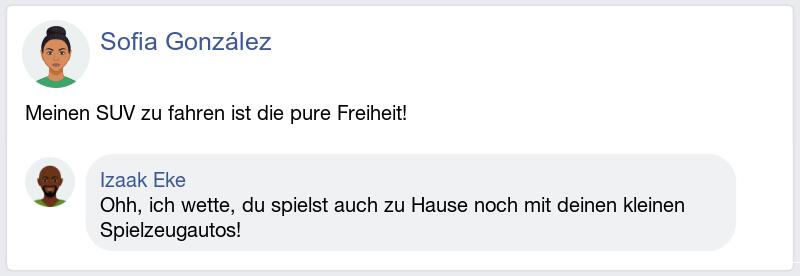 Sofia González
Meinen SUV zu fahren ist die pure Freiheit!
Izaak Eke
Ohh, ich wette, du spielst auch zu Hause noch mit deinen kleinen
Spielzeugautos!